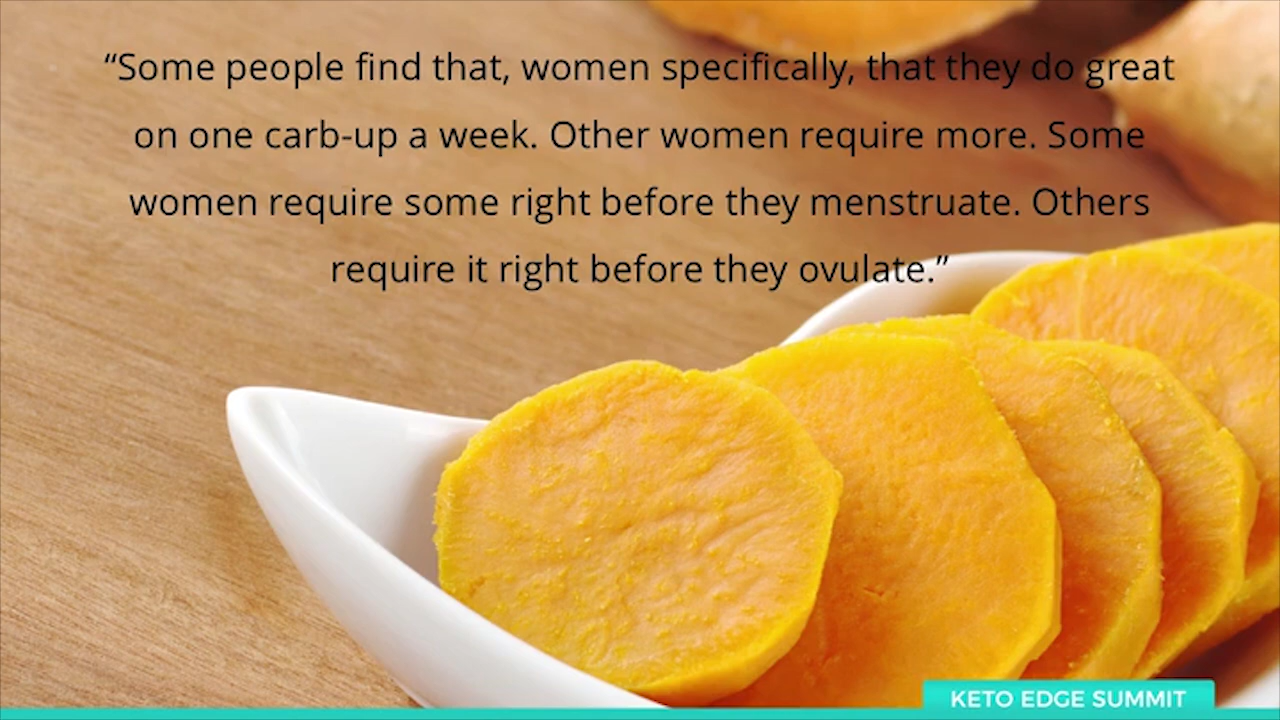 “Some people find that, women specifically, that they do great
on one carb-up a week. Other women require more. Some
women require some right before they menstruate. Others
require it right before they ovulate.”
KETO EDGE SUMMIT